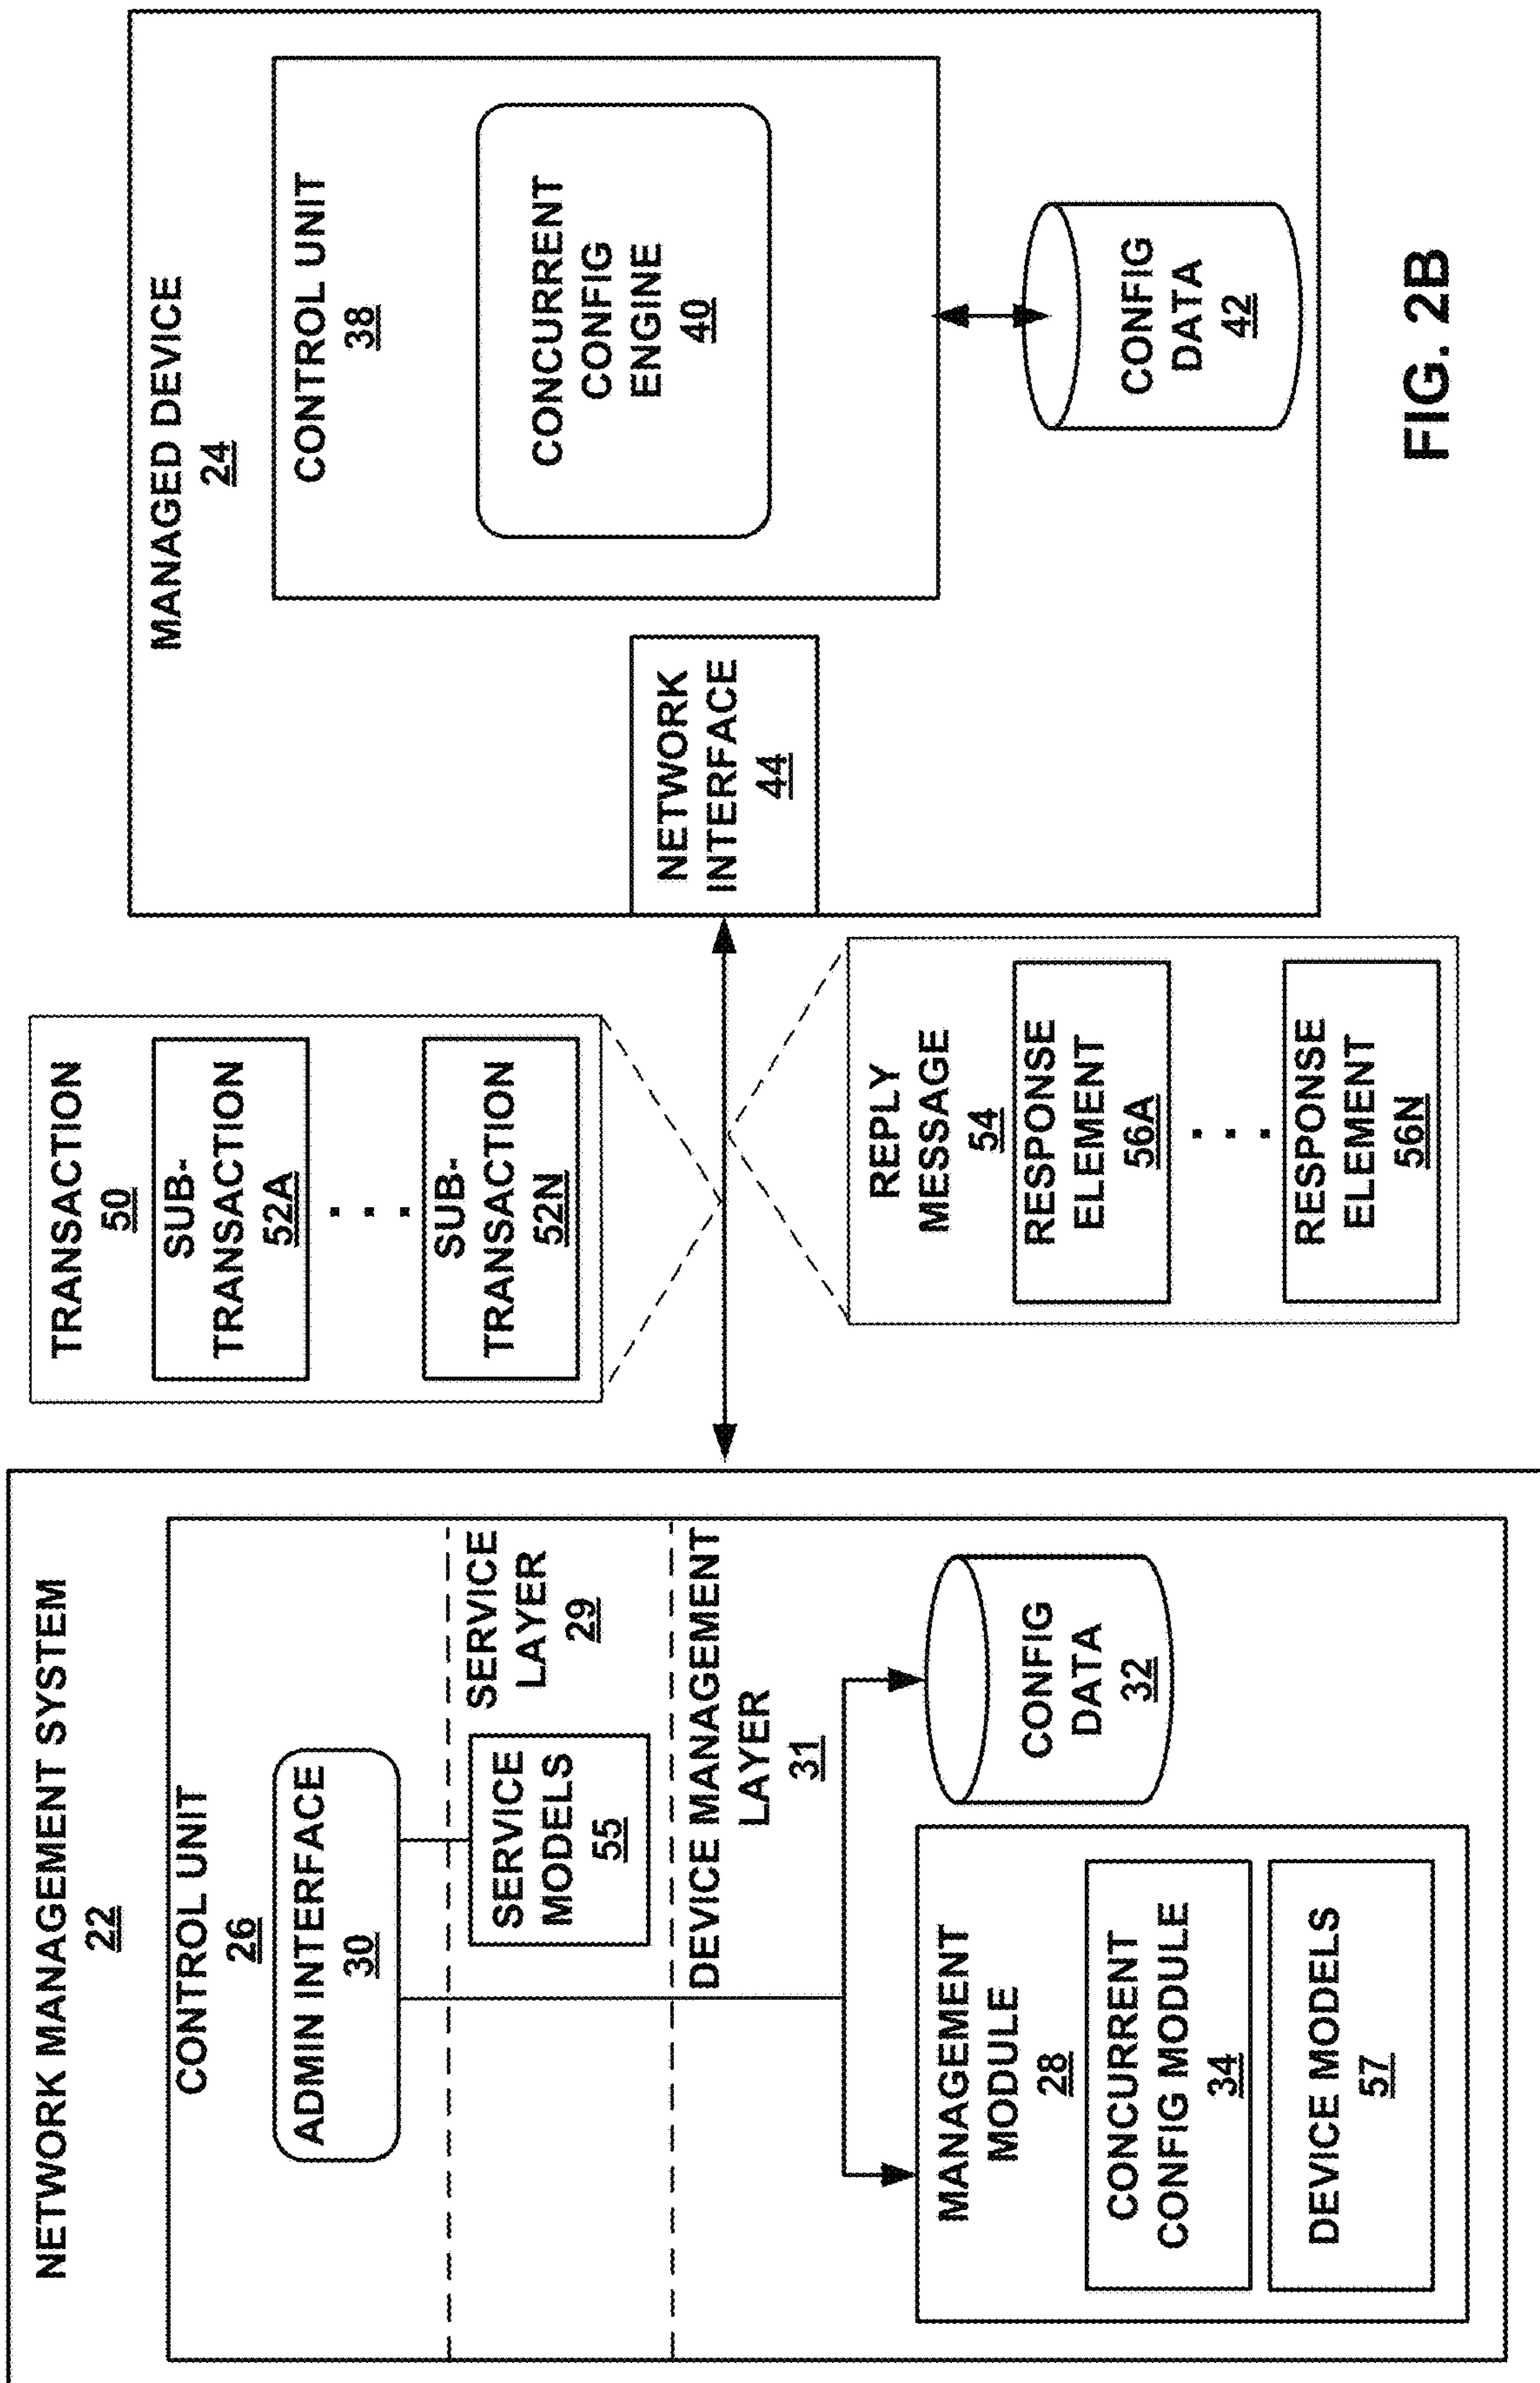 NETWORK MANAGEMENT SYSTEM
22
CONTROL UNIT
26
ADMIN INTERFACE
30
SERVICE
LAYER
29
SERVICE
MODELS
55
DEVICE MANAGEMENT
LAYER
31
MANAGEMENT
MODULE
28
CONCURRENT
CONFIG MODULE
34
DEVICE MODELS
57
CONFIG
DATA
32
TRANSACTION
50
SUB-
TRANSACTION
52A
. . .
SUB-
TRANSACTION
52N
REPLY
MESSAGE
54
RESPONSE
ELEMENT
56A
. . .
RESPONSE
ELEMENT
56N
MANAGED DEVICE
24
NETWORK
INTERFACE
44
CONTROL UNIT
38
CONCURRENT
CONFIG
ENGINE
40
CONFIG
DATA
42
FIG. 2B